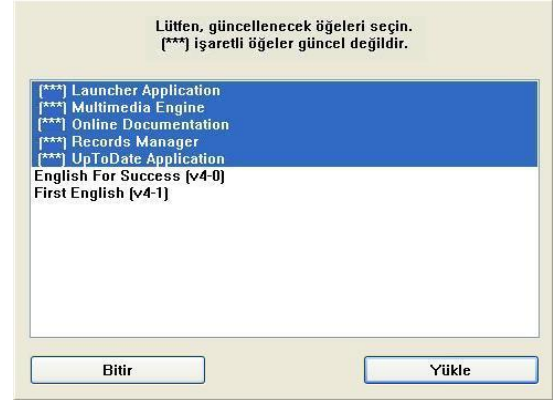 Lütfen, güncellenecek öğeleri seçin.
(***) işaretli öğeler güncel değildir.
(***) Launcher Application
(***) Multimedia Engine
(***) Online Documentation
(***) Records Manager
(***) UpToDate Application
English For Success (v4-0)
First English (v4-1)
Bitir
Yükle